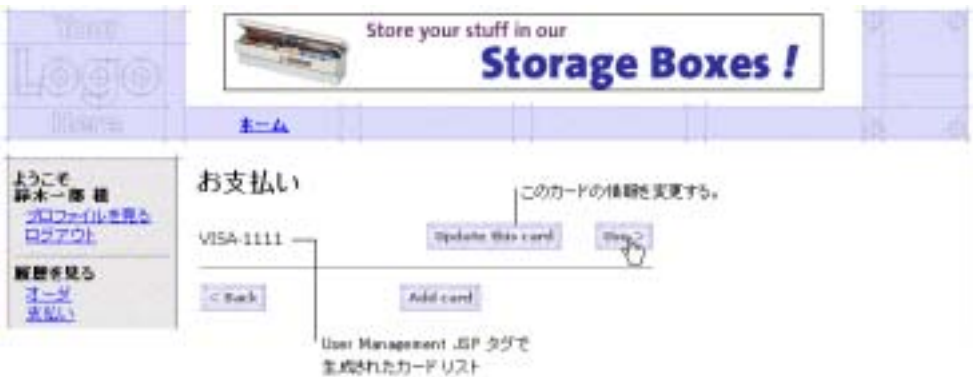 Your
Logo
Here
Store your stuff in our
Storage Boxes !
ホーム
ようこそ
鈴木一郎 様
プロファイルを見る
ログアウト
履歴を見る
オーダ
支払い
お支払い
このカードの情報を変更する。
VISA-1111
Update this card
Use >
< Back
Add card
User Management JSP タグで
生成されたカード リスト